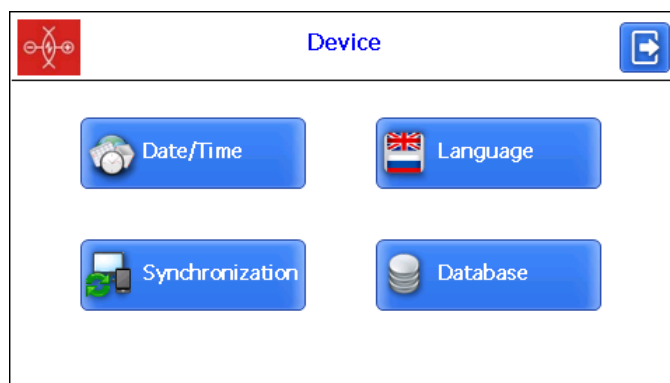 Device
Date/Time
Language
Synchronization
Database